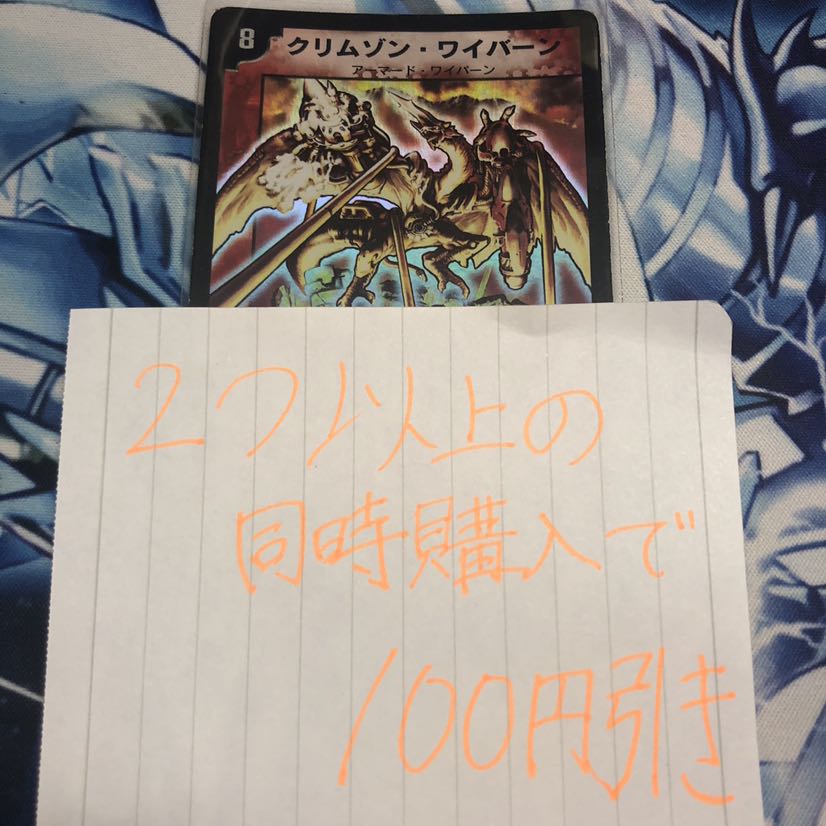 8
クリムゾン・ワイバーン
アーマード・ワイバーン
2つ以上の
同時購入で
100円引き